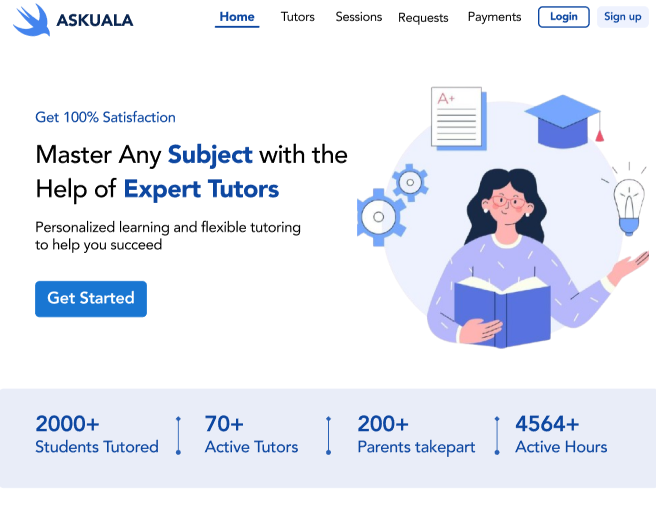 ASKUALA
Home Tutors Sessions Requests Payments Login Sign up
Get 100% Satisfaction
Master Any Subject with the
Help of Expert Tutors
Personalized learning and flexible tutoring
to help you succeed
Get Started
A+
2000+ 70+ 200+ 4564+
Students Tutored Active Tutors Parents takepart Active Hours